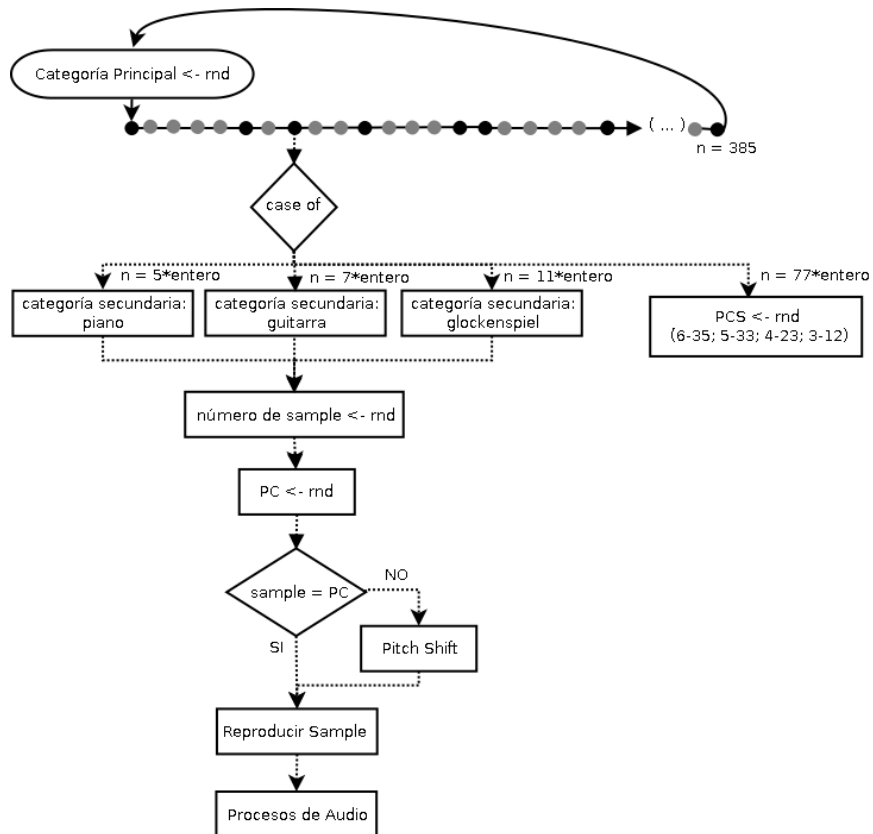 Categoría Principal <- rnd
( ... )
n = 385
case of
n = 5*entero
n = 7*entero
n = 11*entero
n = 77*entero
categoría secundaria:
piano
categoría secundaria:
guitarra
categoría secundaria:
glockenspiel
PCS <- rnd
(6-35; 5-33; 4-23; 3-12)
número de sample <- rnd
PC <- rnd
sample = PC
NO
SI
Pitch Shift
Reproducir Sample
Procesos de Audio